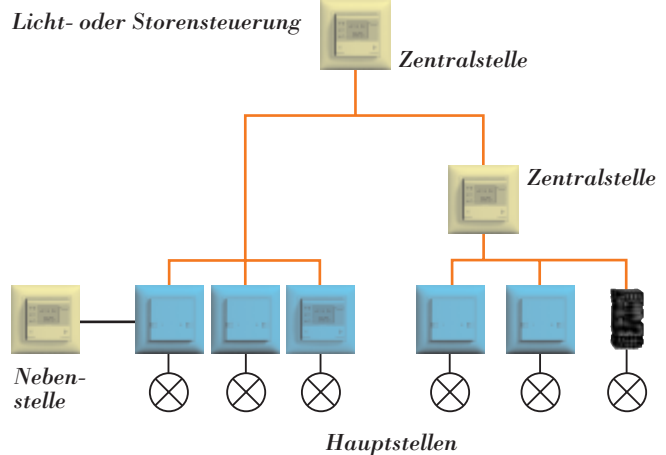 Licht- oder Storensteuerung
Zentralstelle
Zentralstelle
Neben-
stelle
Hauptstellen